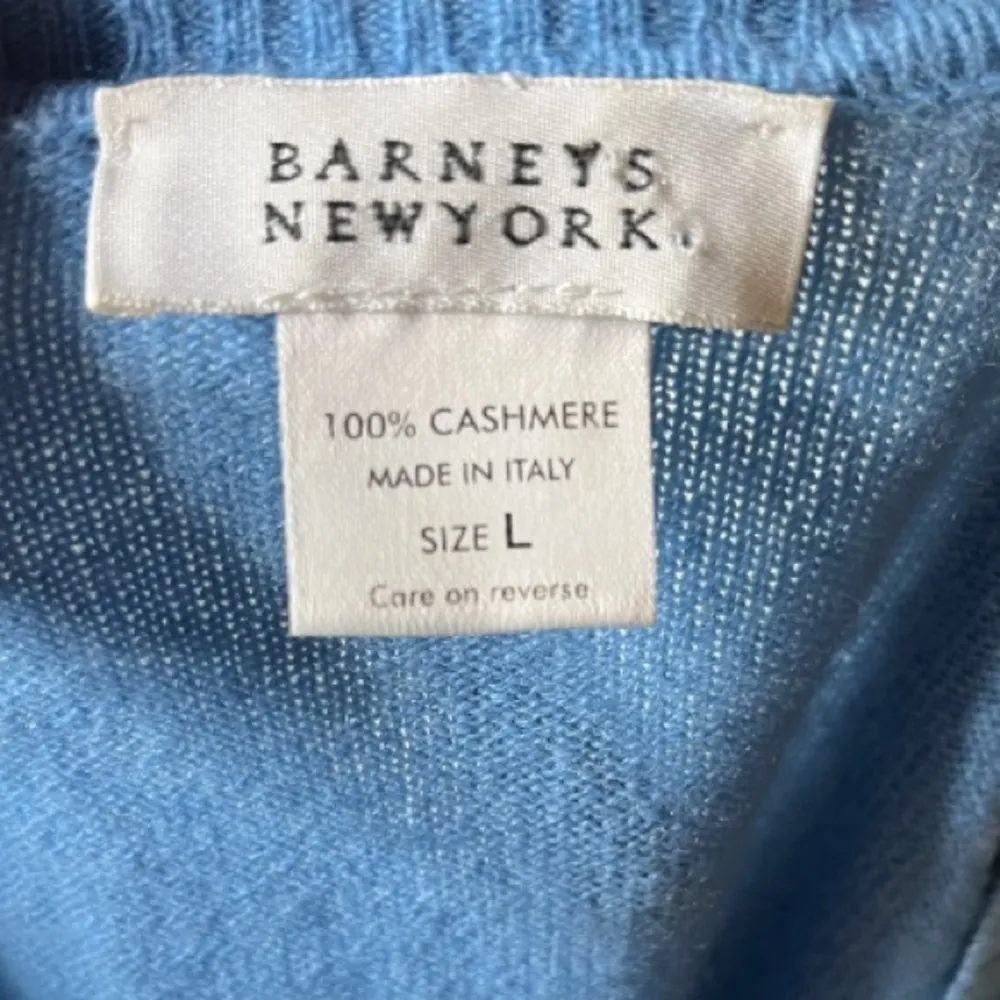 BARNEYS
NEWYORK
100% CASHMERE
MADE IN ITALY
SIZE L
Care on reverse